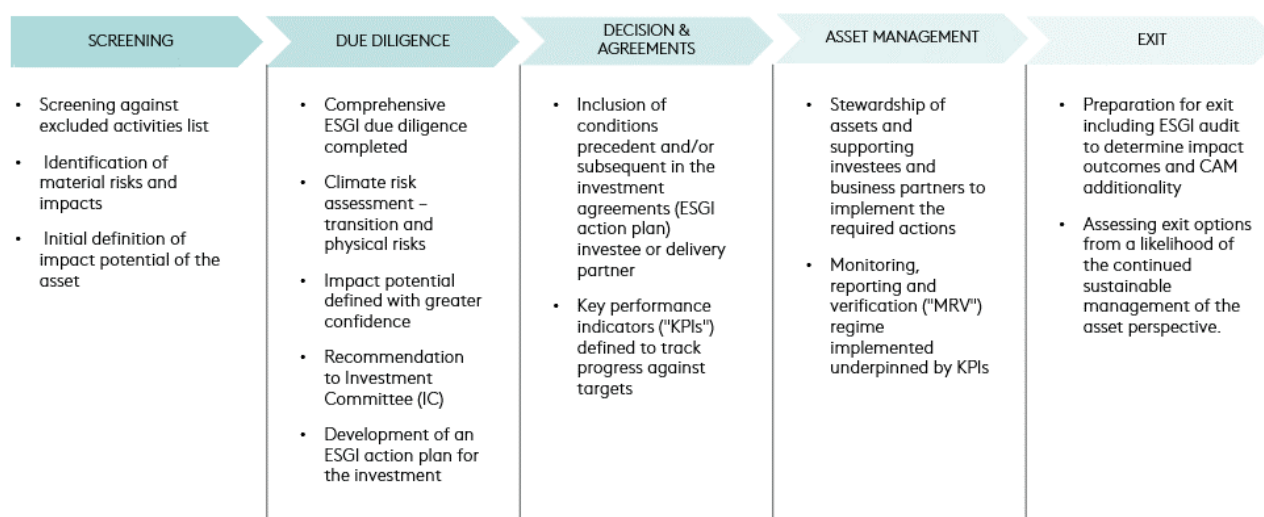 SCREENING
• Screening against
excluded activities list
• Identification of
material risks and
impacts
• Initial definition of
impact potential of the
asset
DUE DILIGENCE
• Comprehensive
ESGI due diligence
completed
• Climate risk
assessment –
transition and
physical risks
• Impact potential
defined with greater
confidence
• Recommendation
to Investment
Committee (IC)
• Development of an
ESGI action plan for
the investment
DECISION &
AGREEMENTS
• Inclusion of
conditions
precedent and/or
subsequent in the
investment
agreements (ESGI
action plan)
investee or delivery
partner
• Key performance
indicators ("KPIs")
defined to track
progress against
targets
ASSET MANAGEMENT
• Stewardship of
assets and
supporting
investees and
business partners to
implement the
required actions
• Monitoring,
reporting and
verification ("MRV")
regime
implemented
underpinned by KPIs
EXIT
• Preparation for exit
including ESGI audit
to determine impact
outcomes and CAM
additionality
• Assessing exit options
from a likelihood of
the continued
sustainable
management of the
asset perspective.